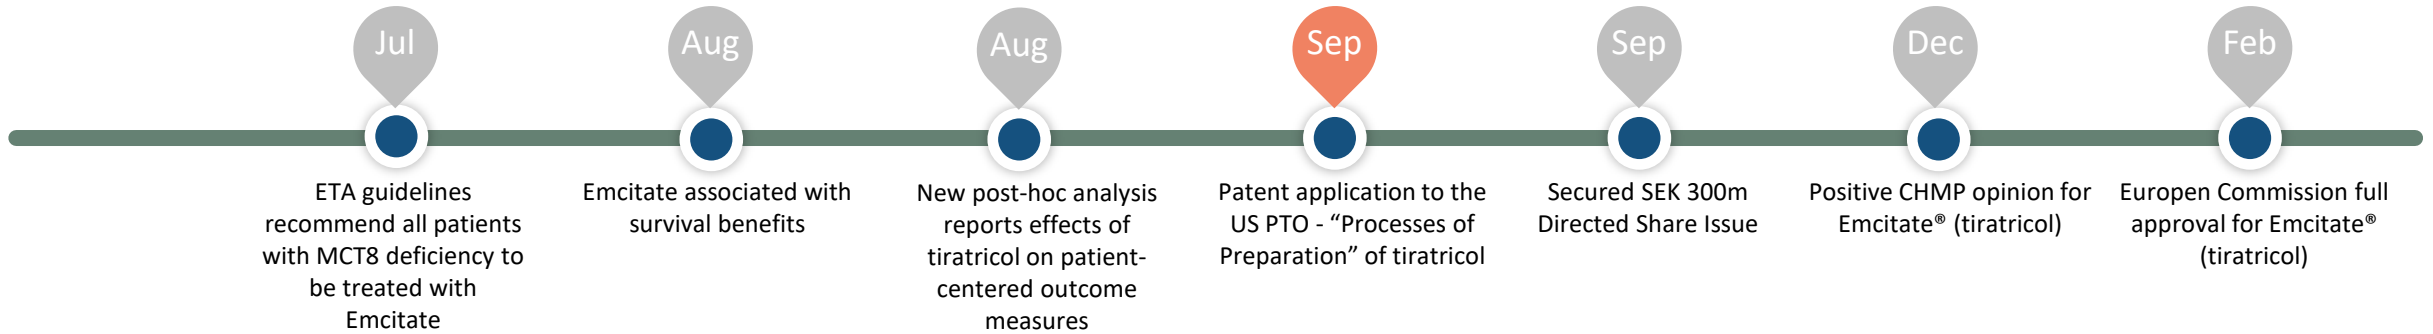 Jul
ETA guidelines
recommend all patients
with MCT8 deficiency to
be treated with
Emcitate
Aug
Emcitate associated with
survival benefits
Aug
New post-hoc analysis
reports effects of
tiratricol on patient-
centered outcome
measures
Sep
Patent application to the
US PTO - “Processes of
Preparation” of tiratricol
Sep
Secured SEK 300m
Directed Share Issue
Dec
Positive CHMP opinion for
Emcitate® (tiratricol)
Feb
Europen Commission full
approval for Emcitate®
(tiratricol)